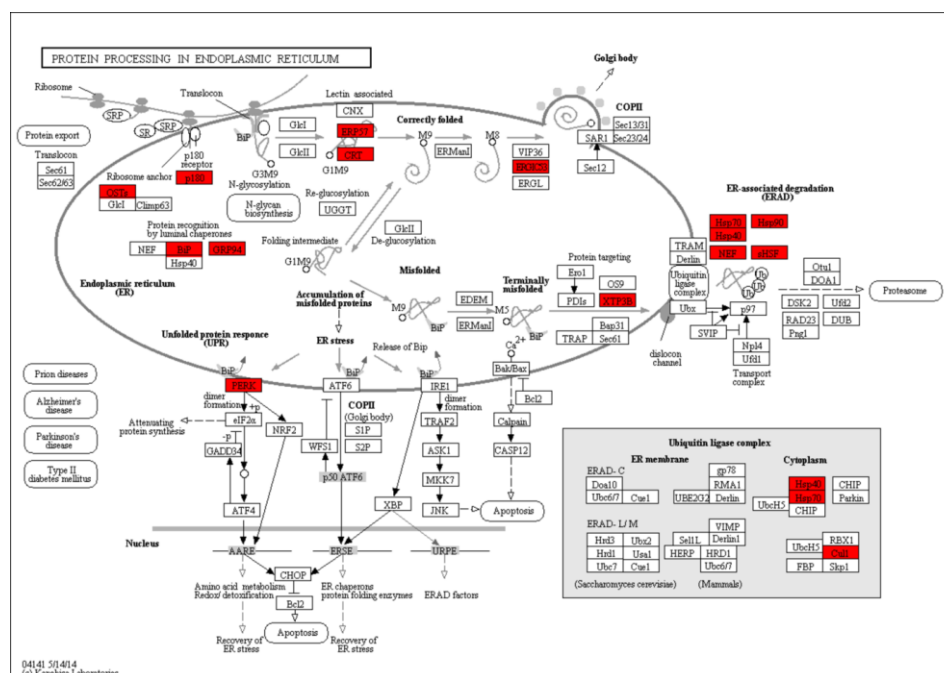 PROTEIN PROCESSING IN ENDOPLASMIC RETICULUM
Ribosome
SRP
SR
SRP
Translocon
BiP
Protein export
Translocon
Sec61
Sec62/63
p180
receptor
Ribosome anchor
p180
OSTs
GlcI
Climp63
GlcI
GlcII
G3M9
N-glycosylation
N-glycan
biosynthesis
Lectin associated
CNX
ERP57
CRT
G1M9
Correctly folded
M9
ERManI
M8
VIP36
ERGIC53
ERGL
Golgi body
COPII
SAR1
Sec13/31
Sec23/24
Sec12
Re-glucosylation
UGGT
GlcII
De-glucosylation
Protein recognition
by luminal chaperones
NEF
BiP
GRP94
Hsp40
Folding intermediate
G1M9
Endoplasmic reticulum
(ER)
Misfolded
Accumulation of
misfolded proteins
M9
BiP
EDEM
ERManI
M5
BiP
Terminally
misfolded
Protein targeting
Ero1
PDIs
OS9
XTP3B
Bap31
TRAP
Sec61
ER-associated degradation
(ERAD)
Hsp70
Hsp90
Hsp40
NEF
sHSF
TRAM
Derlin
Ubiquitin
ligase
complex
Ubx
Ub
Ub
Ub
p97
SVIP
Npl4
Ufd1
Transport
complex
dislocon
channel
Otu1
DOA1
DSK2
Ufd2
RAD23
DUB
Png1
Proteasome
Unfolded protein responce
(UPR)
ER stress
Release of Bip
BiP
PERK
BiP
ATF6
BiP
IRE1
Ca2+
Bak/Bax
Bcl2
dimer
formation
+p
eIF2α
Attenuating
protein synthesis
-p
GADD34
NRF2
ATF4
COPII
(Golgi body)
S1P
S2P
WFS1
p50 ATF6
dimer
formation
TRAF2
ASK1
MKK7
JNK
XBP
Calpain
CASP12
Apoptosis
Prion diseases
Alzheimer's
disease
Parkinson's
disease
Type II
diabetes mellitus
Nucleus
AARE
ERSE
URPE
CHOP
Bcl2
Apoptosis
Amino acid metabolism
Redox/ detoxification
ER chaperons
protein folding enzymes
ERAD factors
Recovery of
ER stress
Recovery of
ER stress
Ubiquitin ligase complex
ER membrane
Cytoplasm
ERAD- C
Doa10
Ubc6/7
Cue1
gp78
RMA1
UBE2G2
Derlin
Hsp40
Hsp70
UbcH5
CHIP
CHIP
Parkin
ERAD- L/ M
Hrd3
Ubx2
Hrd1
Usa1
Ubc7
Cue1
(Saccharomyces cerevisiae)
VIMP
Sel1L
Derlin1
HERP
HRD1
Ubc6/7
(Mammals)
RBX1
UbcH5
Cul1
FBP
Skp1
04141 5/14/14
(c) Kanehisa Laboratories